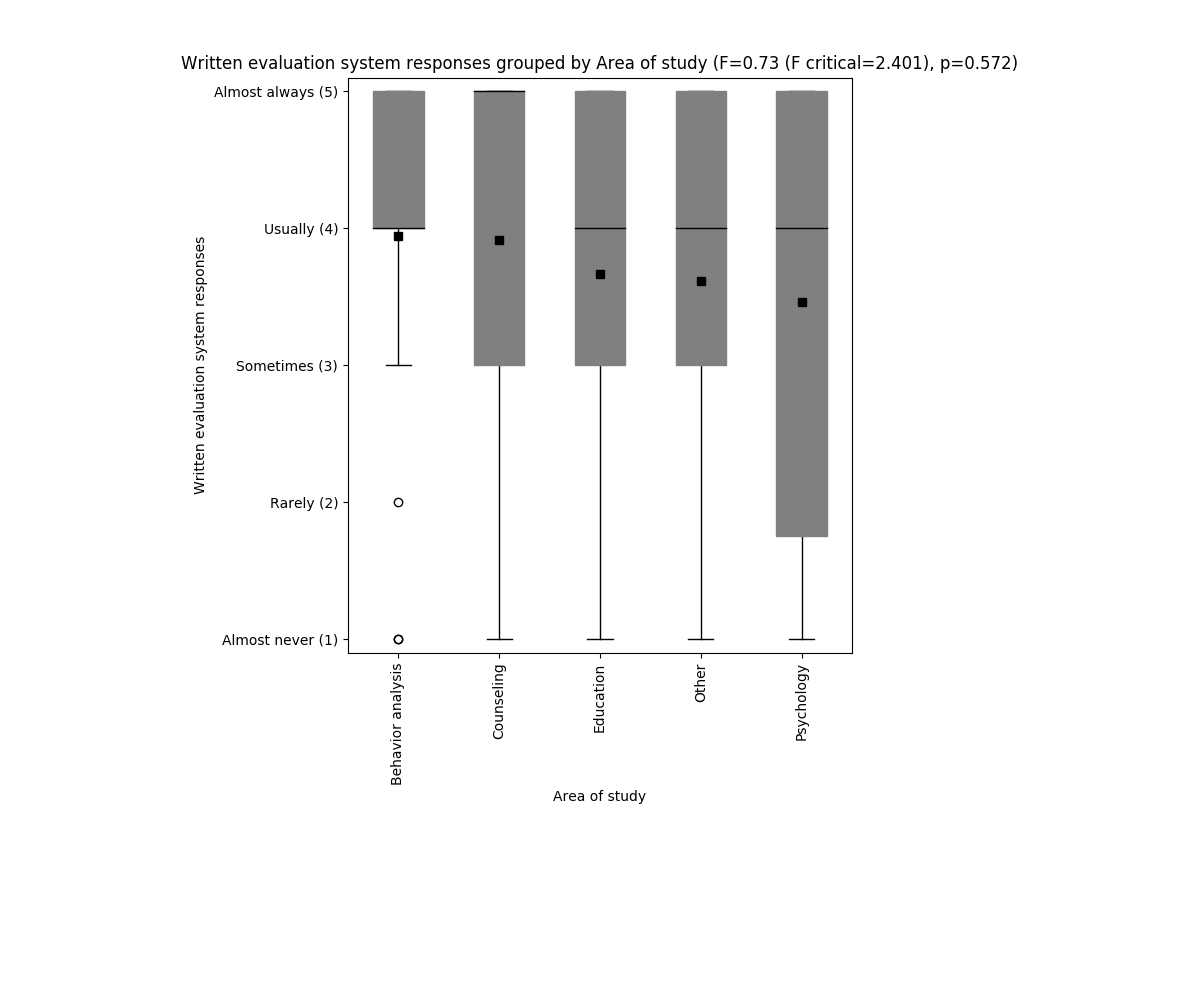 Written evaluation system responses grouped by Area of study (F=0.73 (F critical=2.401), p=0.572)
Almost always (5)
Usually (4)
Sometimes (3)
Rarely (2)
Almost never (1)
Written evaluation system responses
Behavior analysis
Counseling
Education
Other
Psychology
Area of study